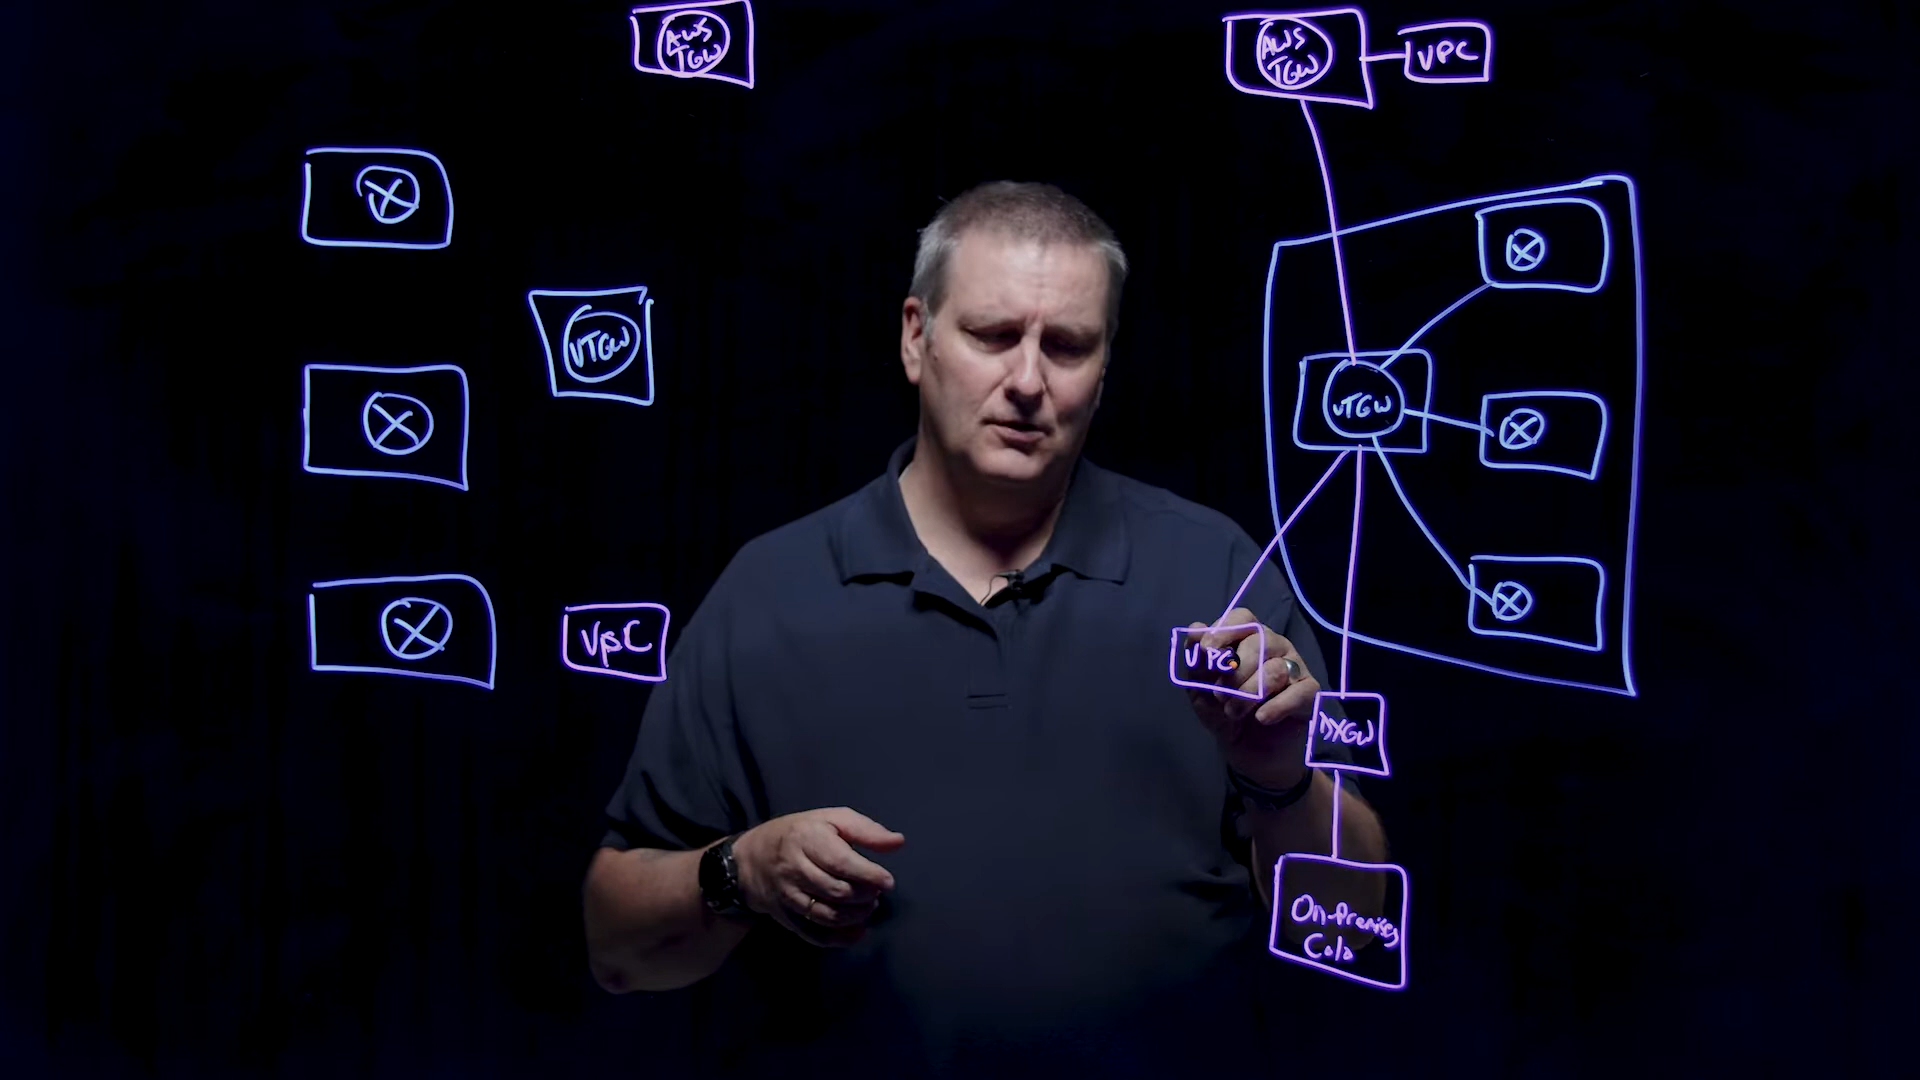 AWS
TGW
AWS
TGW
VPC
VTGW
VTGW
VPC
VPC
DXGW
On-Premises
Colo